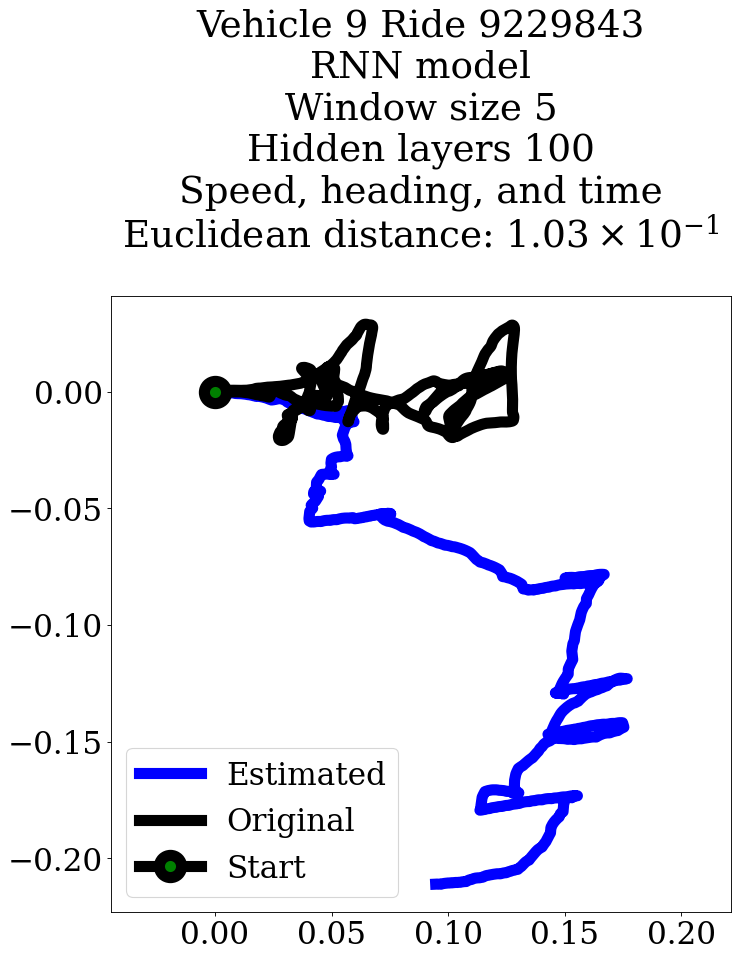 Vehicle 9 Ride 9229843
RNN model
Window size 5
Hidden layers 100
Speed, heading, and time
Euclidean distance: 1.03 × 10⁻¹
0.00
−0.05
−0.10
−0.15
−0.20
Estimated
Original
Start
0.00 0.05 0.10 0.15 0.20